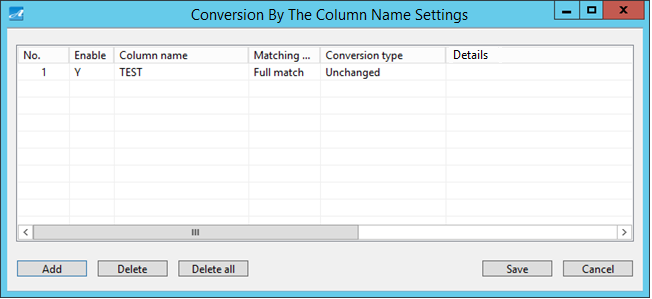 Conversion By The Column Name Settings
No. Enable Column name Matching ... Conversion type Details
1 Y TEST Full match Unchanged
Add Delete Delete all Save Cancel